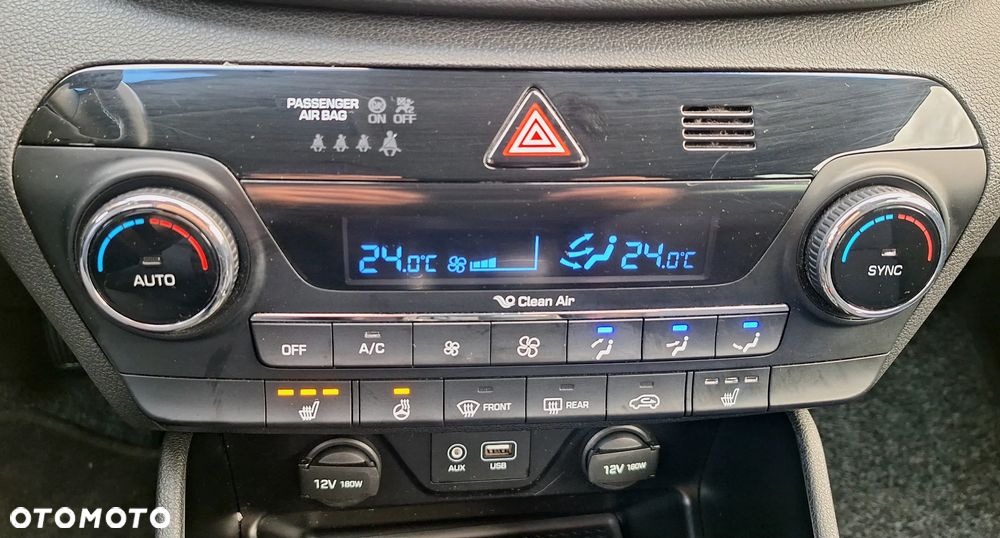 PASSENGER
AIR BAG
ON OFF
24.0°C 24.0°C
AUTO
SYNC
Clean Air
OFF A/C
FRONT REAR
12V 180W
AUX USB
12V 180W
OTOMOTO